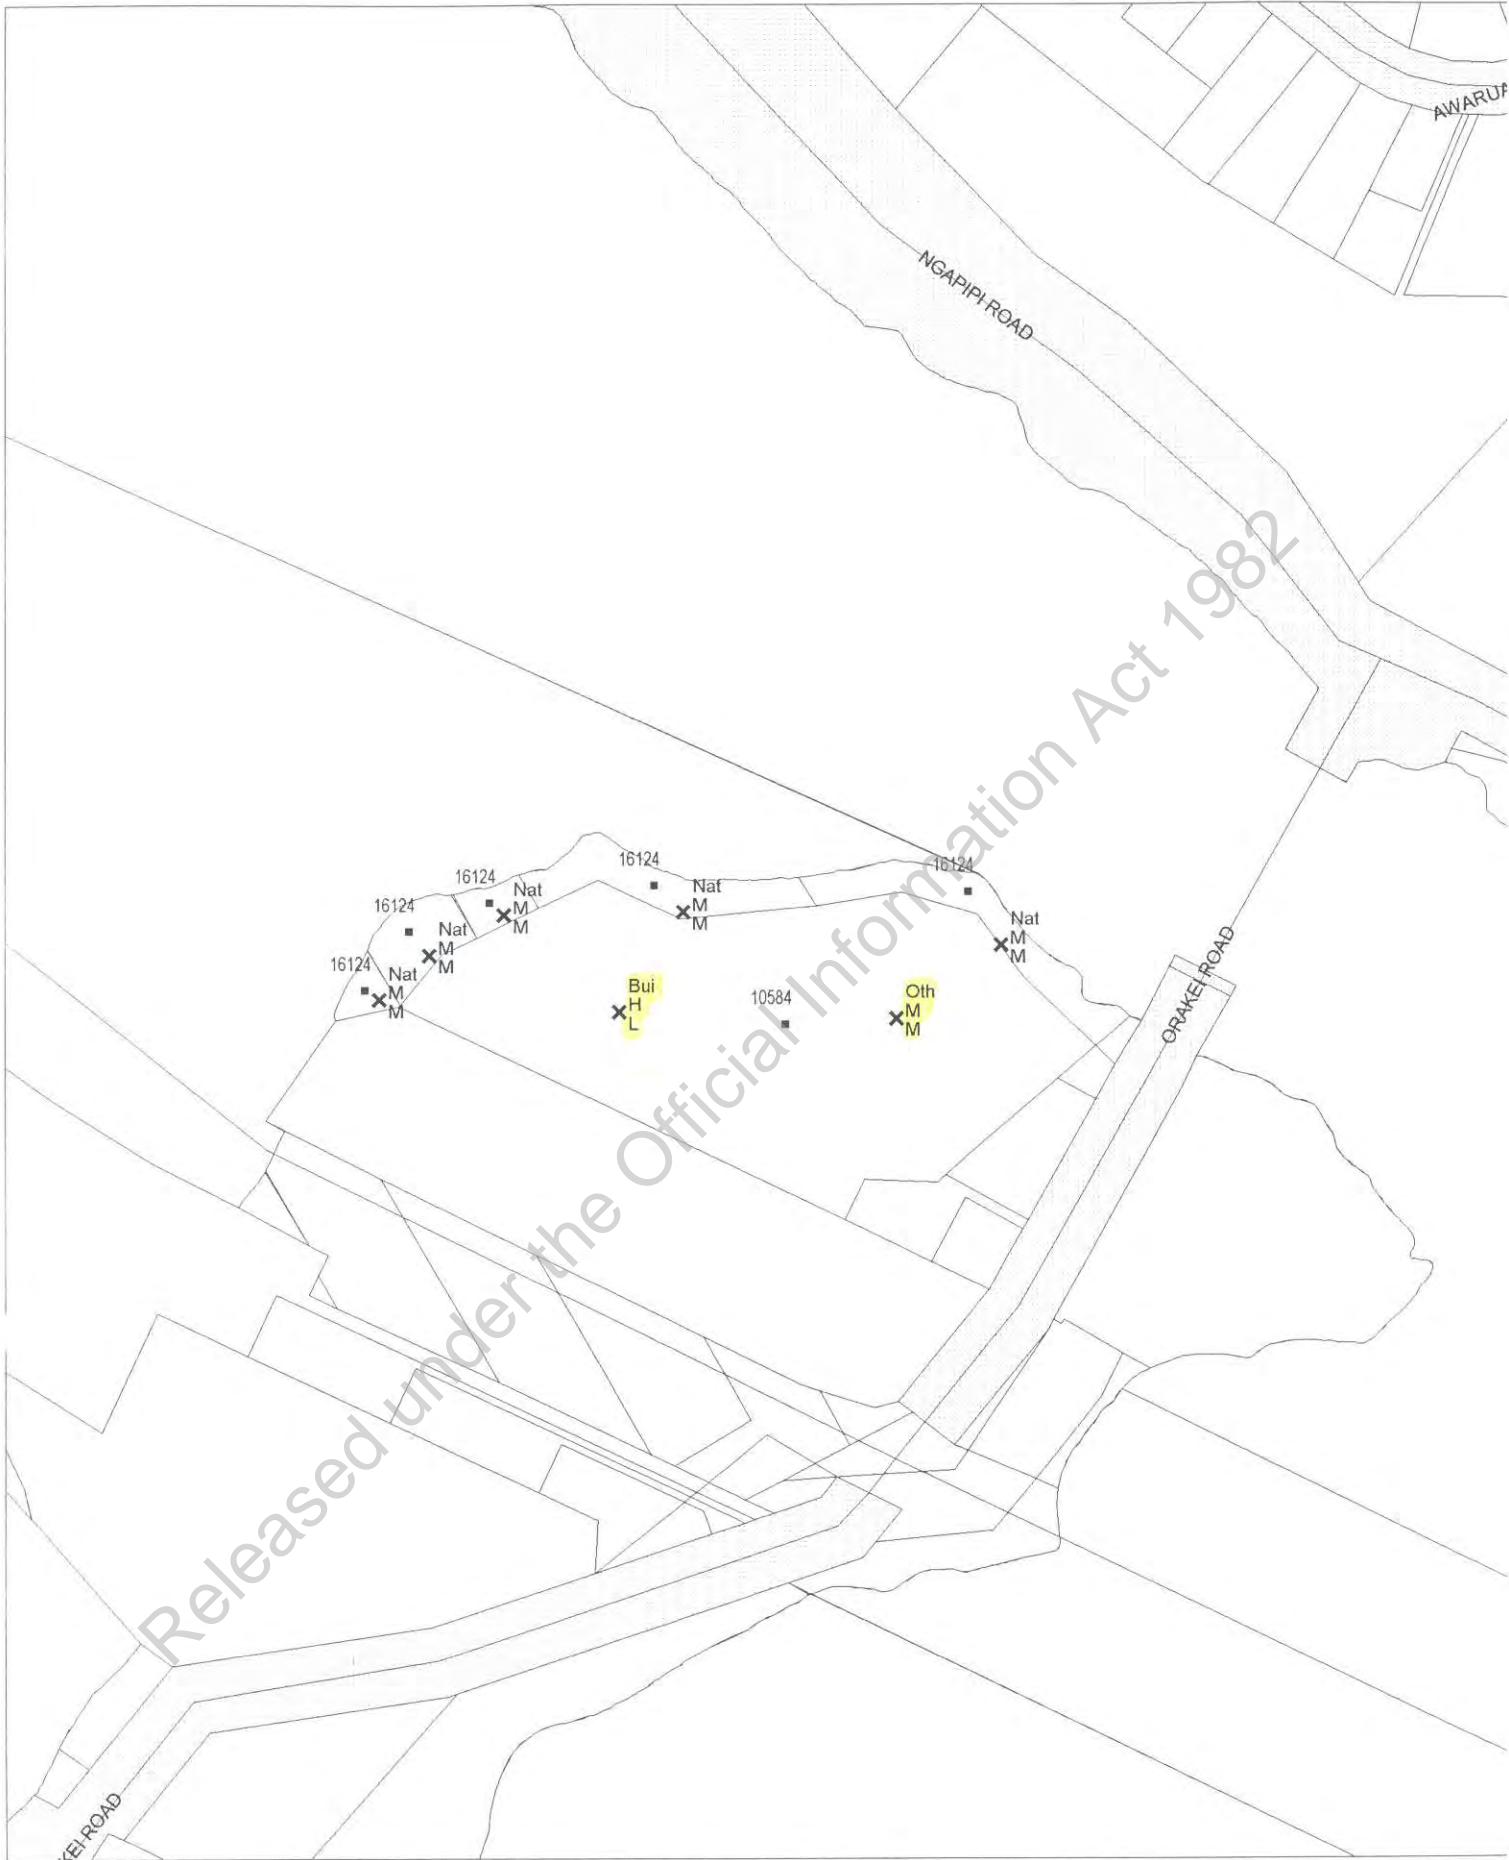 AWARUA
NGAPIPI ROAD
16124
16124
16124
16124
16124
Nat
M
M
Nat
M
M
Nat
M
M
Nat
M
M
Nat
M
M
Bui
H
L
10584
Oth
M
M
ORAKEI ROAD
KEI ROAD
Released under the Official Information Act 1982